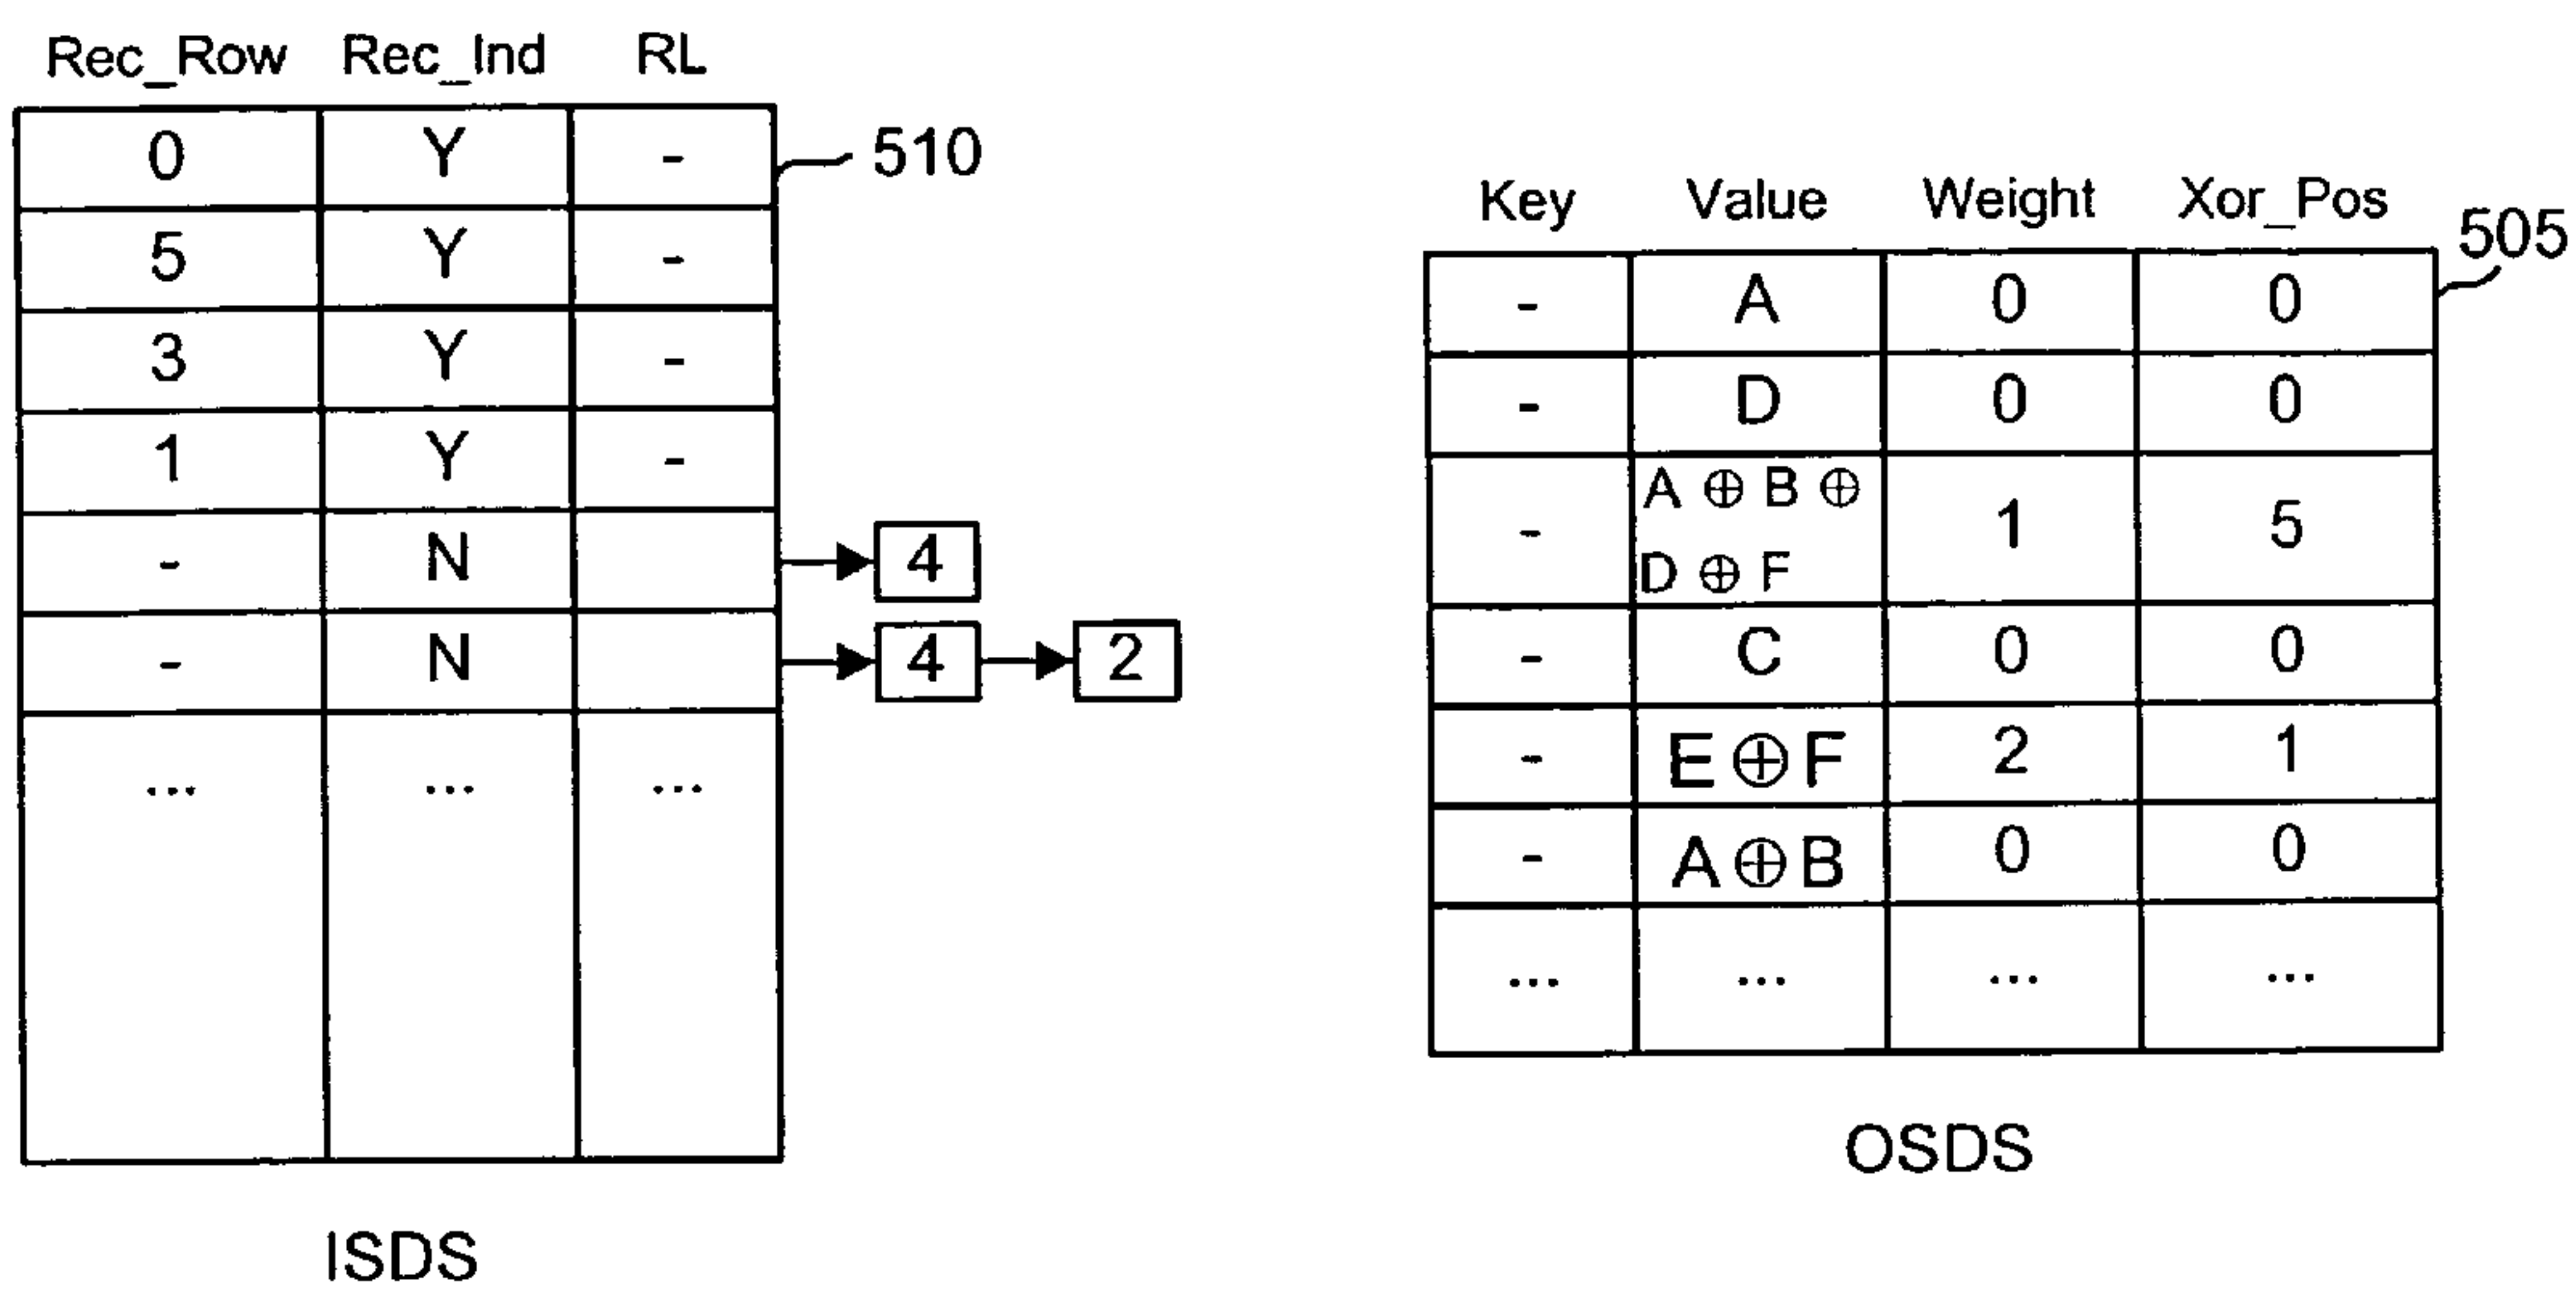 Rec_Row Rec_Ind RL
0 Y -
510
5 Y -
3 Y -
1 Y -
- N
4
- N
4 2
... ... ...
ISDS
Key Value Weight Xor_Pos
505
- A 0 0
- D 0 0
- A ⊕ B ⊕ 1 5
D ⊕ F
- C 0 0
- E ⊕ F 2 1
- A ⊕ B 0 0
... ... ... ...
OSDS